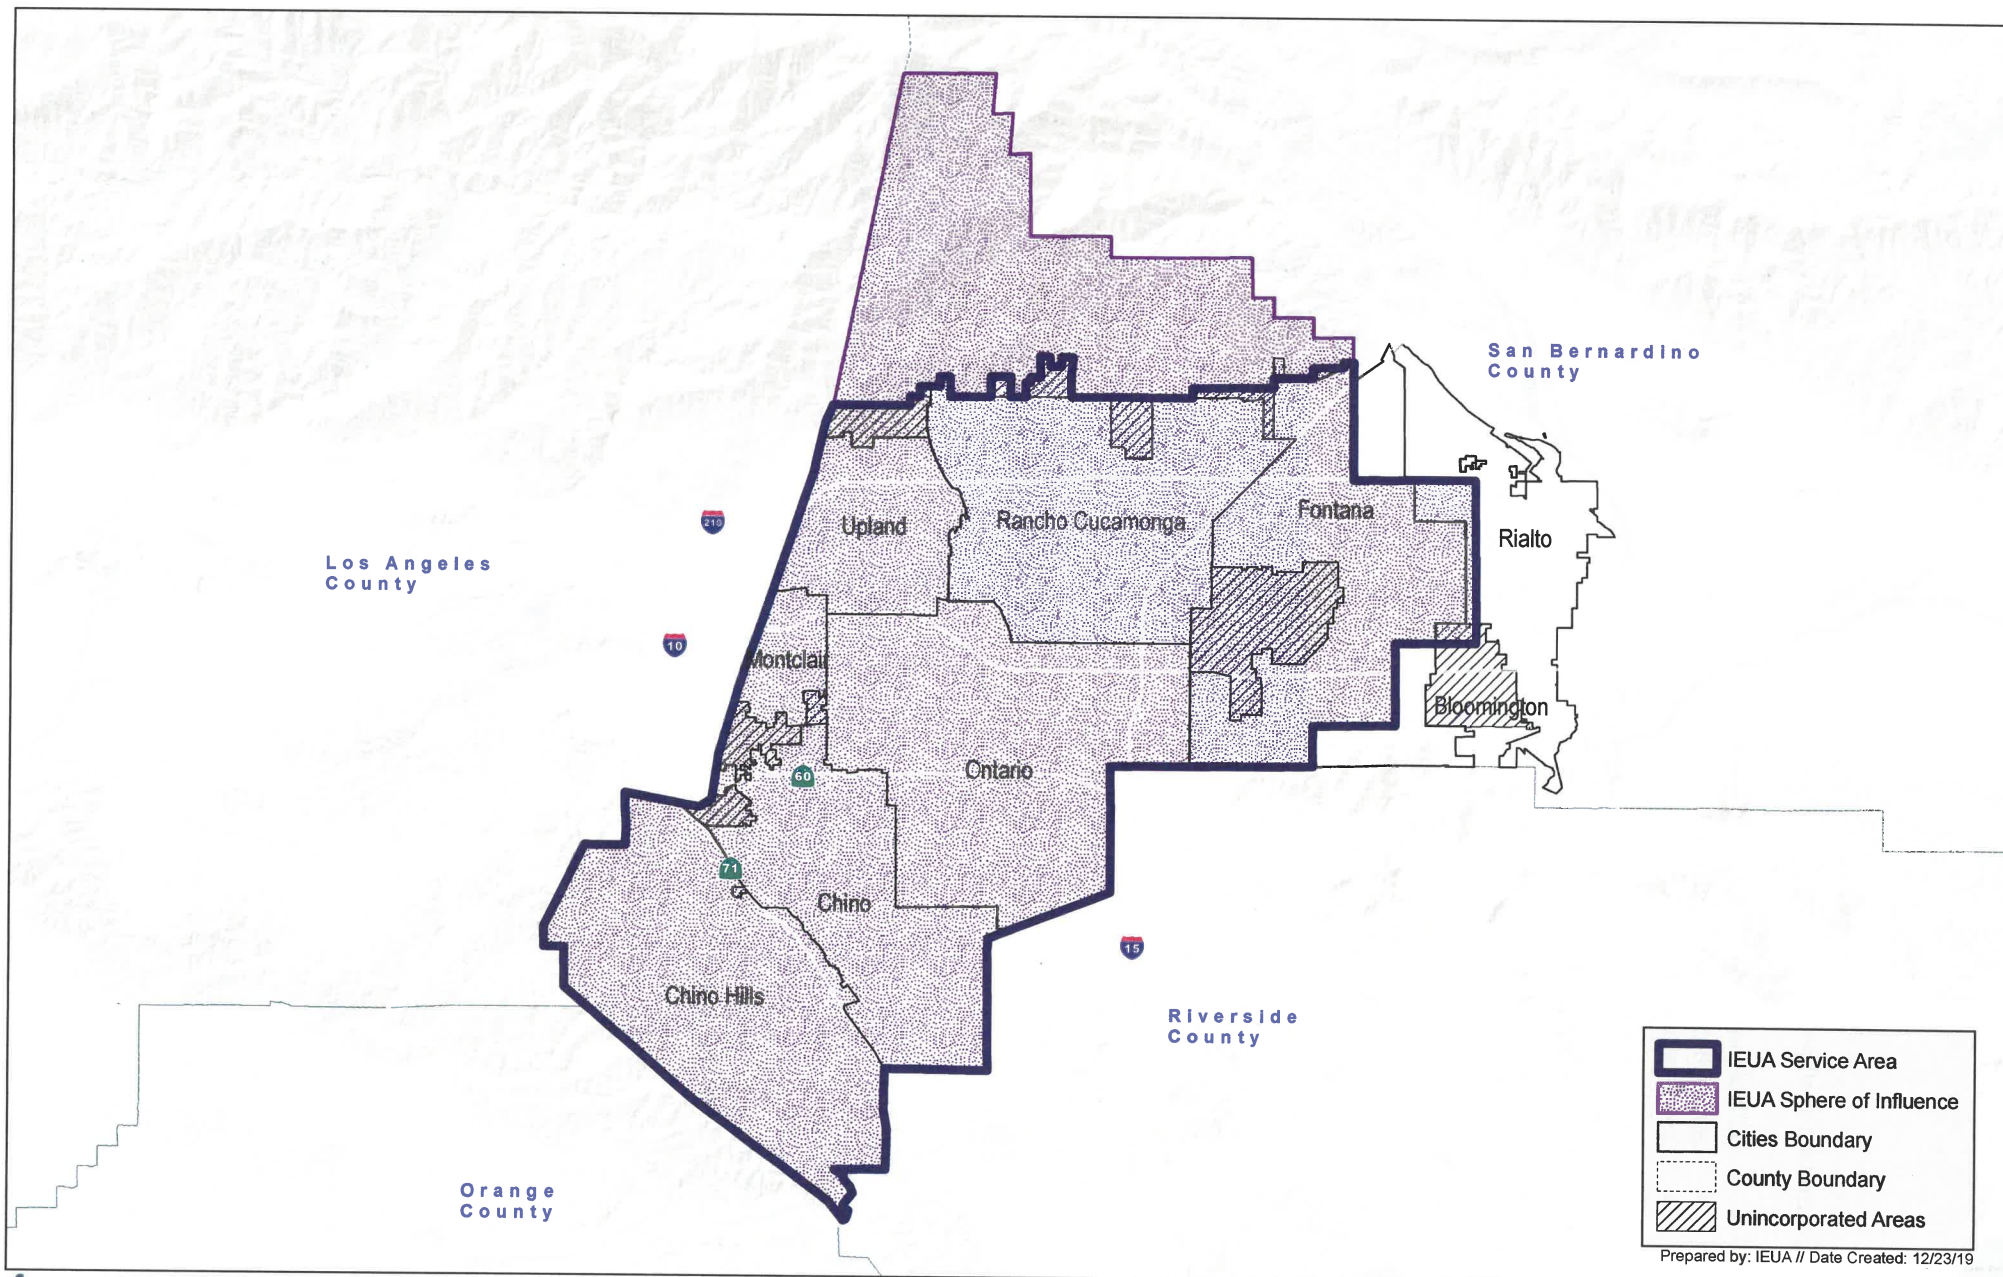 San Bernardino
County
210
Upland
Rancho Cucamonga
Fontana
Rialto
Los Angeles
County
10
Montclair
Bloomington
60
Ontario
71
Chino
15
Chino Hills
Riverside
County
Orange
County
IEUA Service Area
IEUA Sphere of Influence
Cities Boundary
County Boundary
Unincorporated Areas
Prepared by: IEUA // Date Created: 12/23/19